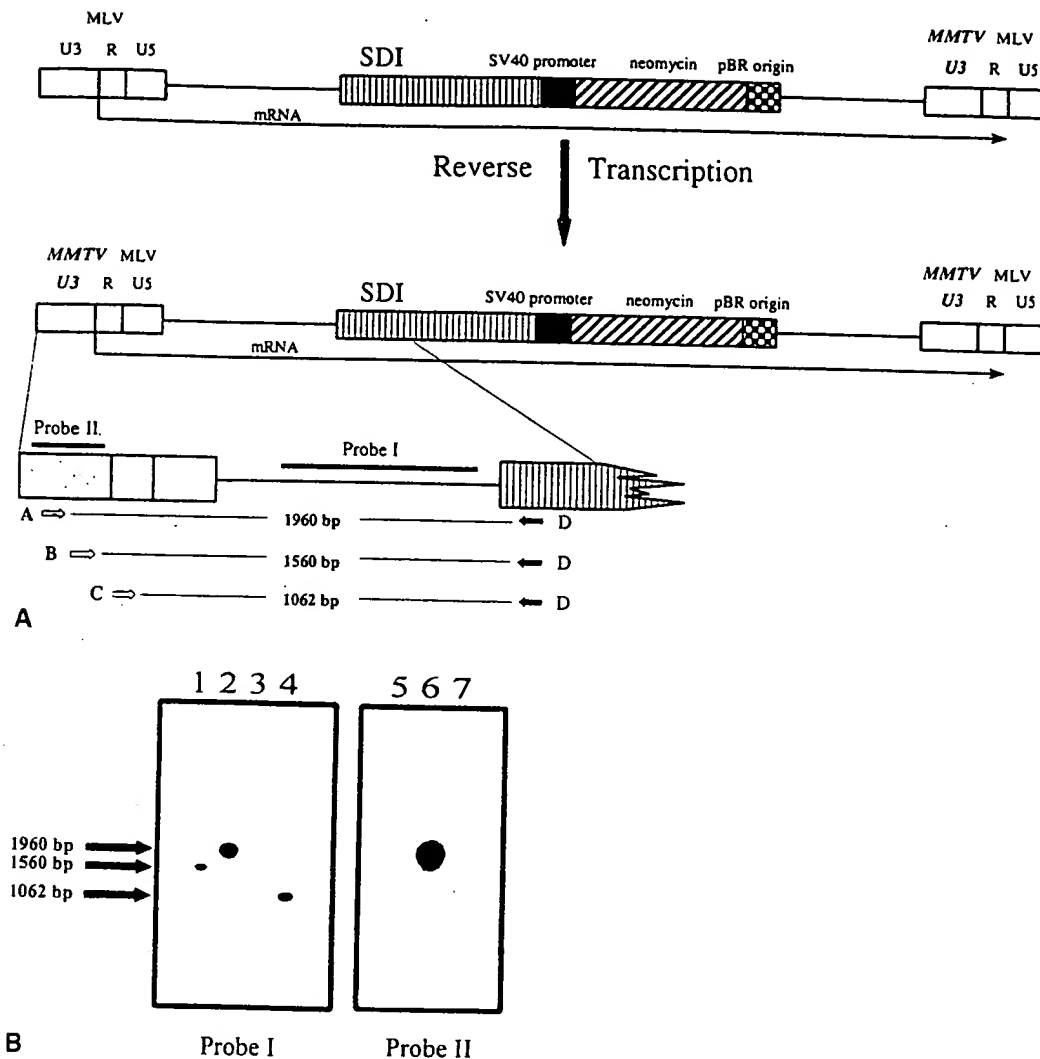 MLV
U3 R U5
SDI
SV40 promoter
neomycin
pBR origin
MMTV MLV
U3 R U5
mRNA
Reverse Transcription
MMTV MLV
U3 R U5
SDI
SV40 promoter
neomycin
pBR origin
MMTV MLV
U3 R U5
mRNA
Probe II.
Probe I
A 1960 bp D
B 1560 bp D
C 1062 bp D
A
1 2 3 4
5 6 7
1960 bp
1560 bp
1062 bp
B
Probe I
Probe II